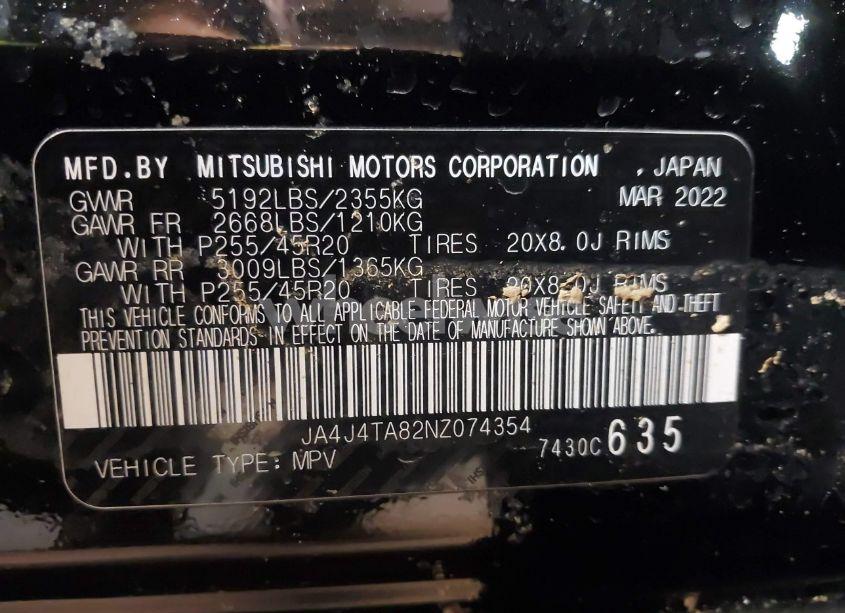 MFD.BY MITSUBISHI MOTORS CORPORATION , JAPAN
GWWR 5192LBS/2355KG MAR 2022
GAWR FR 2668LBS/1210KG
WITH P255/45R20 TIRES 20X8.0J RIMS
GAWR RR 3009LBS/1365KG
WITH P255/45R20 TIRES 20X8.0J RIMS
THIS VEHICLE CONFORMS TO ALL APPLICABLE FEDERAL MOTOR VEHICLE SAFETY AND THEFT
PREVENTION STANDARDS IN EFFECT ON THE DATE OF MANUFACTURE SHOWN ABOVE.
JA4J4TA82NZ074354
7430C 635
VEHICLE TYPE: MPV